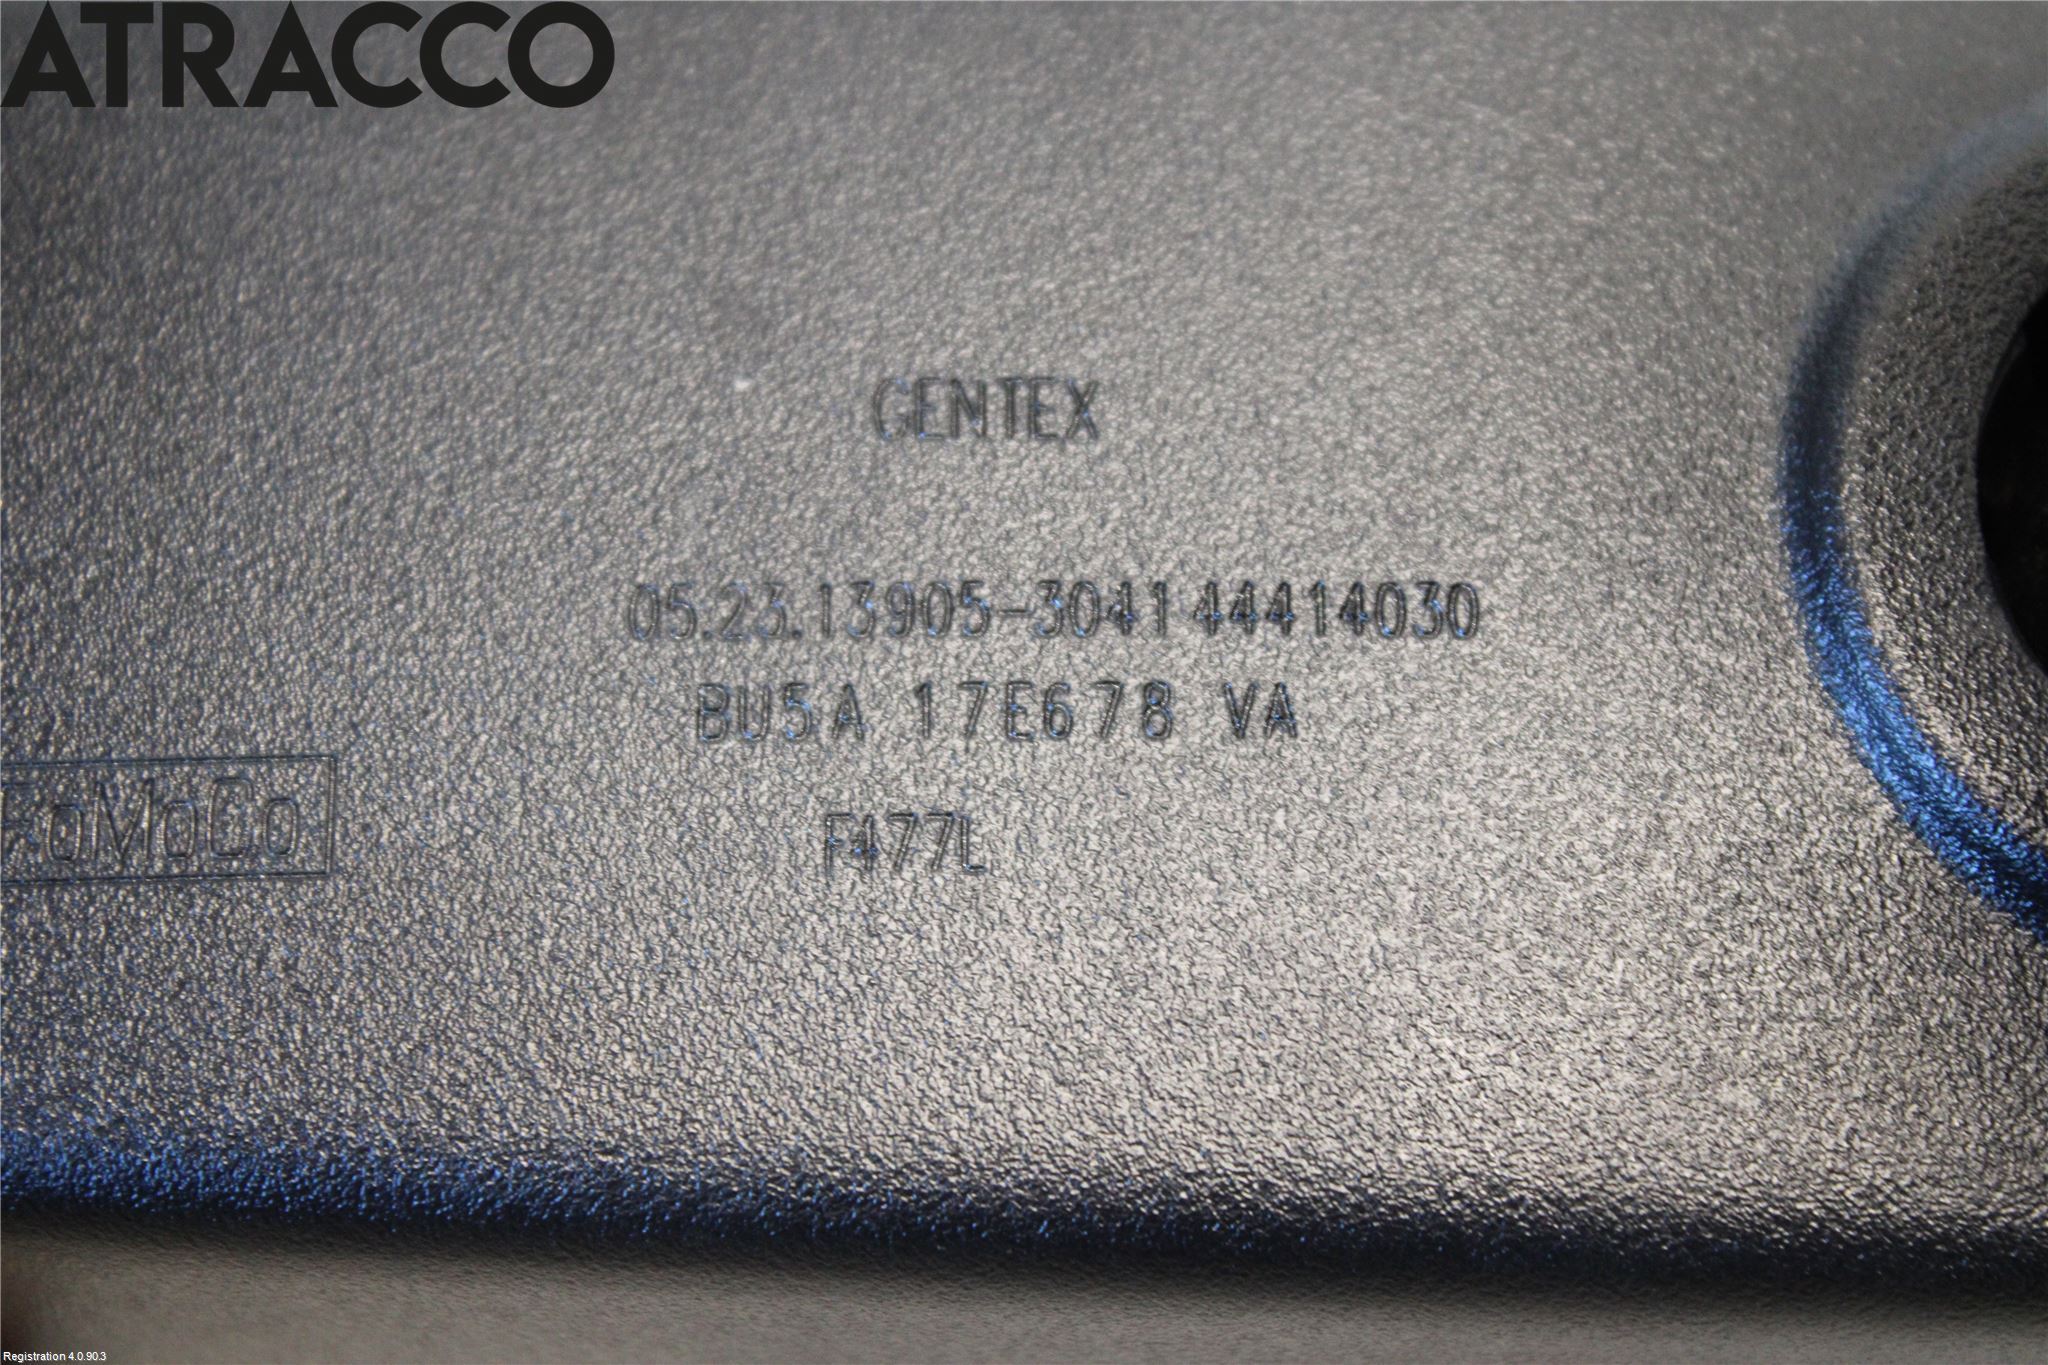 ATRACCO
GENTEX
05.23.13905-3041 44414030
BU5A 17E678 VA
FoMoCo
F477L
Registration 4.0.90.3